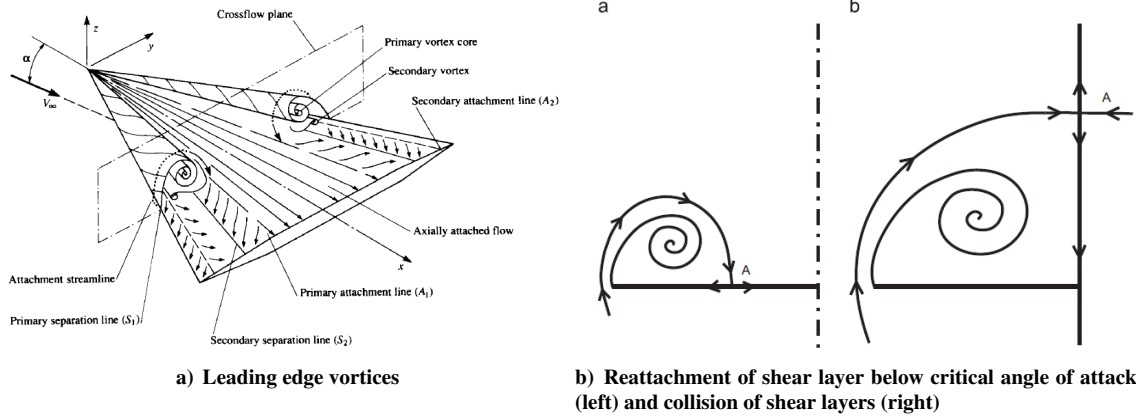 Crossflow plane
Primary vortex core
Secondary vortex
Secondary attachment line (A2)
z
y
α
V∞
Axially attached flow
x
Attachment streamline
Primary attachment line (A1)
Primary separation line (S1)
Secondary separation line (S2)
a) Leading edge vortices
a
b
A
A
b) Reattachment of shear layer below critical angle of attack
(left) and collision of shear layers (right)